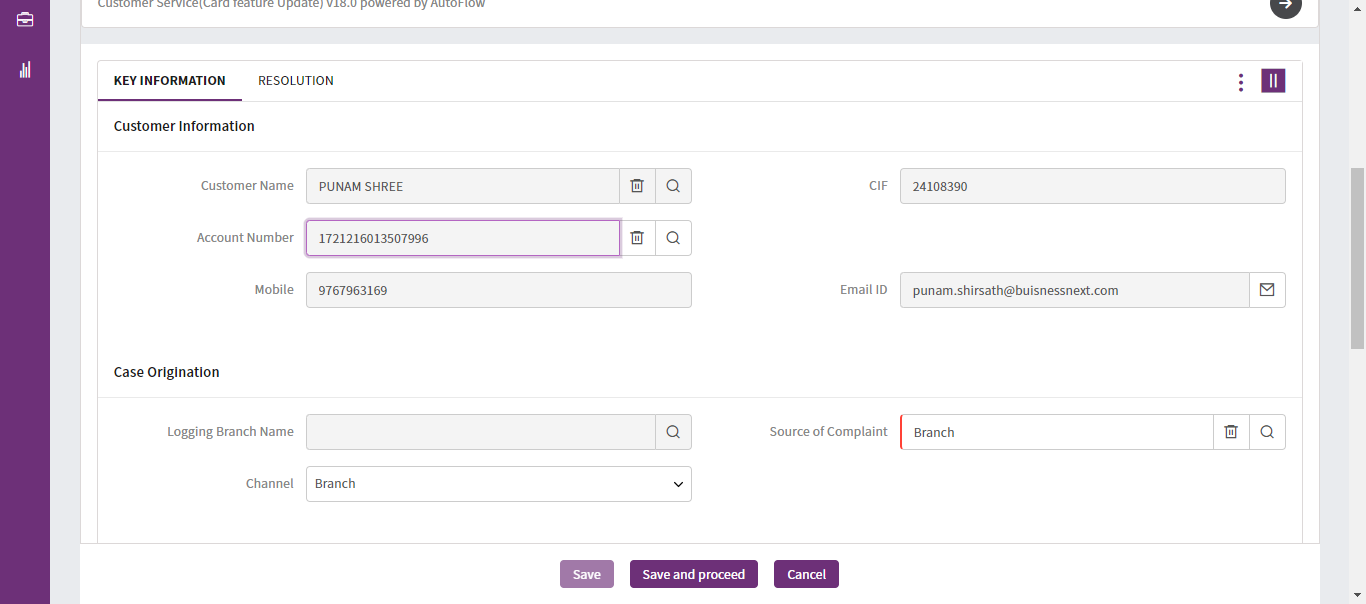 Customer Service(Card feature Update) v18.0 powered by AutoFlow
KEY INFORMATION RESOLUTION
Customer Information
Customer Name PUNAM SHREE CIF 24108390
Account Number 1721216013507996
Mobile 9767963169 Email ID punam.shirsath@buisnessnext.com
Case Origination
Logging Branch Name Source of Complaint Branch
Channel Branch
Save Save and proceed Cancel